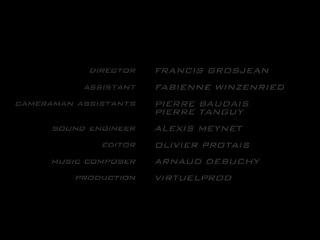 DIRECTOR FRANCIS GROSJEAN
ASSISTANT FABIENNE WINZENRIED
CAMERAMAN ASSISTANTS PIERRE BAUDAIS
PIERRE TANGUY
SOUND ENGINEER ALEXIS MEYNET
EDITOR OLIVIER PROTAIS
MUSIC COMPOSER ARNAUD DEBUCHY
PRODUCTION VIRTUELPROD